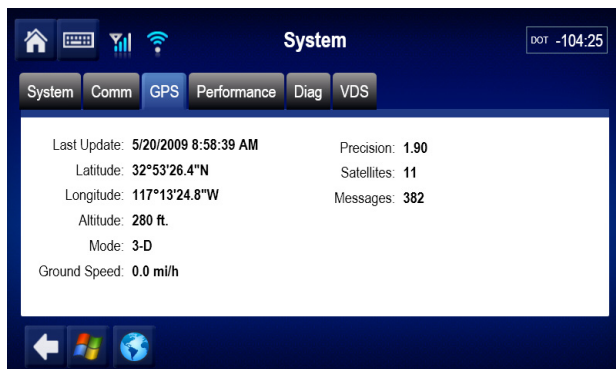 System
DOT -104:25
System Comm GPS Performance Diag VDS
Last Update: 5/20/2009 8:58:39 AM
Latitude: 32°53'26.4"N
Longitude: 117°13'24.8"W
Altitude: 280 ft.
Mode: 3-D
Ground Speed: 0.0 mi/h
Precision: 1.90
Satellites: 11
Messages: 382